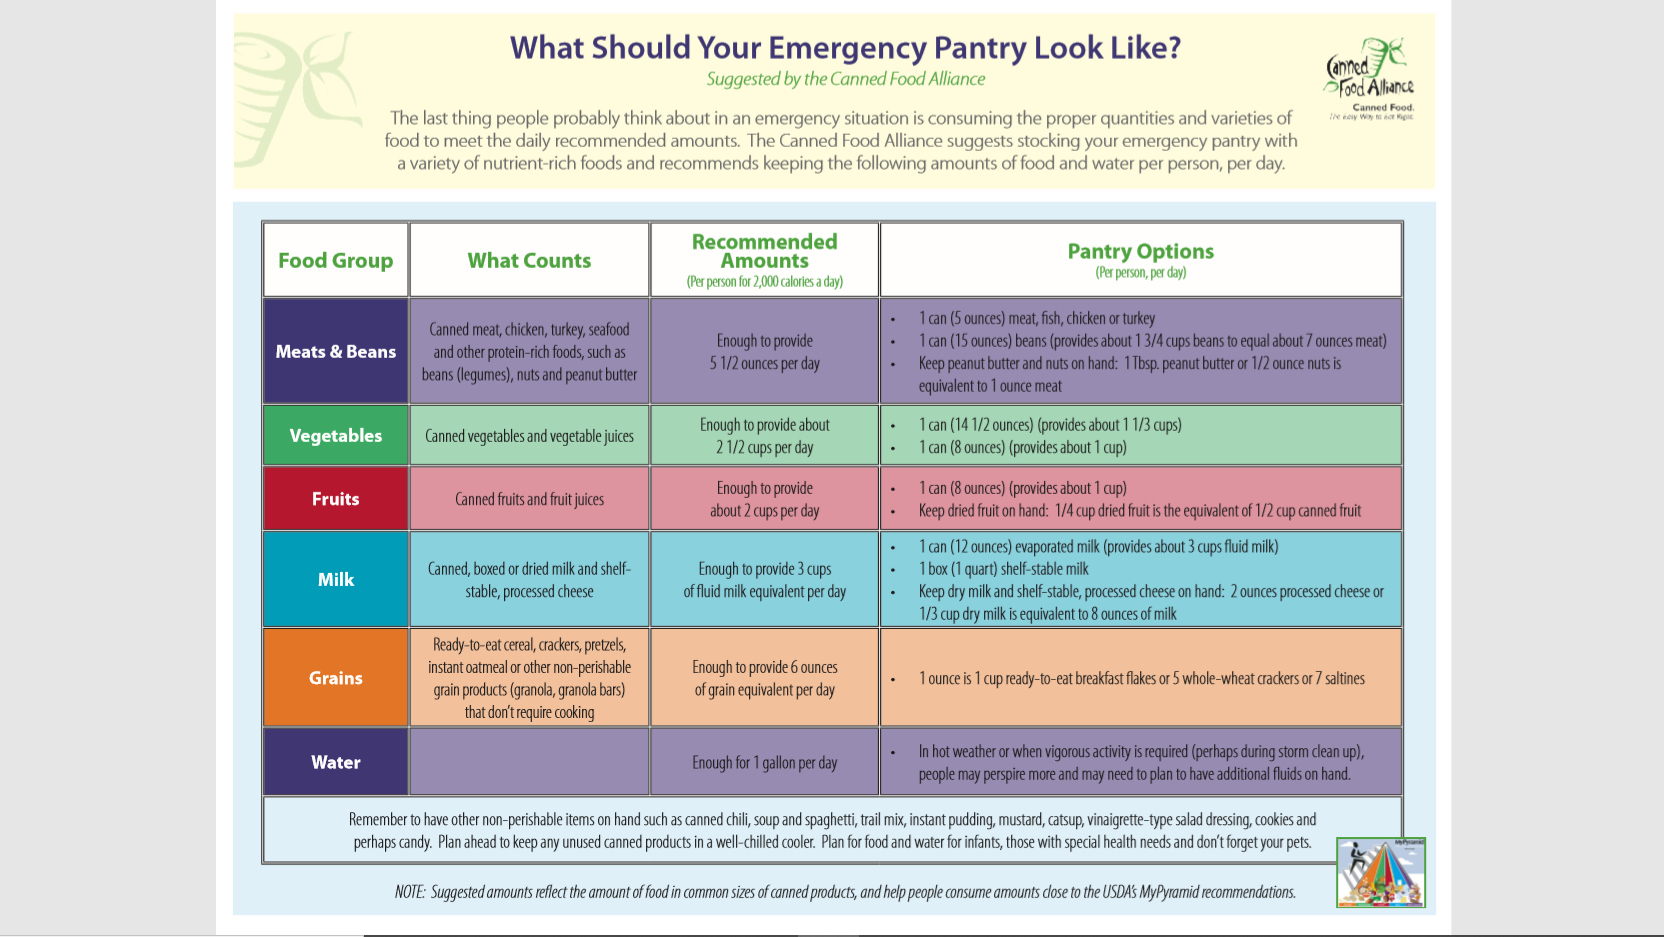 What Should Your Emergency Pantry Look Like?
Suggested by the Canned Food Alliance
The last thing people probably think about in an emergency situation is consuming the proper quantities and varieties of
food to meet the daily recommended amounts. The Canned Food Alliance suggests stocking your emergency pantry with
a variety of nutrient-rich foods and recommends keeping the following amounts of food and water per person, per day.
Canned
Food Alliance
Canned Food.
The Easy Way to Eat Right.
Food Group
What Counts
Recommended
Amounts
(Per person for 2,000 calories a day)
Pantry Options
(Per person, per day)
Meats & Beans
Canned meat, chicken, turkey, seafood
and other protein-rich foods, such as
beans (legumes), nuts and peanut butter
Enough to provide
5 1/2 ounces per day
• 1 can (5 ounces) meat, fish, chicken or turkey
• 1 can (15 ounces) beans (provides about 1 3/4 cups beans to equal about 7 ounces meat)
• Keep peanut butter and nuts on hand: 1 Tbsp. peanut butter or 1/2 ounce nuts is
equivalent to 1 ounce meat
Vegetables
Canned vegetables and vegetable juices
Enough to provide about
2 1/2 cups per day
• 1 can (14 1/2 ounces) (provides about 1 1/3 cups)
• 1 can (8 ounces) (provides about 1 cup)
Fruits
Canned fruits and fruit juices
Enough to provide
about 2 cups per day
• 1 can (8 ounces) (provides about 1 cup)
• Keep dried fruit on hand: 1/4 cup dried fruit is the equivalent of 1/2 cup canned fruit
Milk
Canned, boxed or dried milk and shelf-
stable, processed cheese
Enough to provide 3 cups
of fluid milk equivalent per day
• 1 can (12 ounces) evaporated milk (provides about 3 cups fluid milk)
• 1 box (1 quart) shelf-stable milk
• Keep dry milk and shelf-stable, processed cheese on hand: 2 ounces processed cheese or
1/3 cup dry milk is equivalent to 8 ounces of milk
Grains
Ready-to-eat cereal, crackers, pretzels,
instant oatmeal or other non-perishable
grain products (granola, granola bars)
that don't require cooking
Enough to provide 6 ounces
of grain equivalent per day
• 1 ounce is 1 cup ready-to-eat breakfast flakes or 5 whole-wheat crackers or 7 saltines
Water
Enough for 1 gallon per day
• In hot weather or when vigorous activity is required (perhaps during storm clean up),
people may perspire more and may need to plan to have additional fluids on hand.
Remember to have other non-perishable items on hand such as canned chili, soup and spaghetti, trail mix, instant pudding, mustard, catsup, vinaigrette-type salad dressing, cookies and
perhaps candy. Plan ahead to keep any unused canned products in a well-chilled cooler. Plan for food and water for infants, those with special health needs and don't forget your pets.
MyPyramid
NOTE: Suggested amounts reflect the amount of food in common sizes of canned products, and help people consume amounts close to the USDA's MyPyramid recommendations.